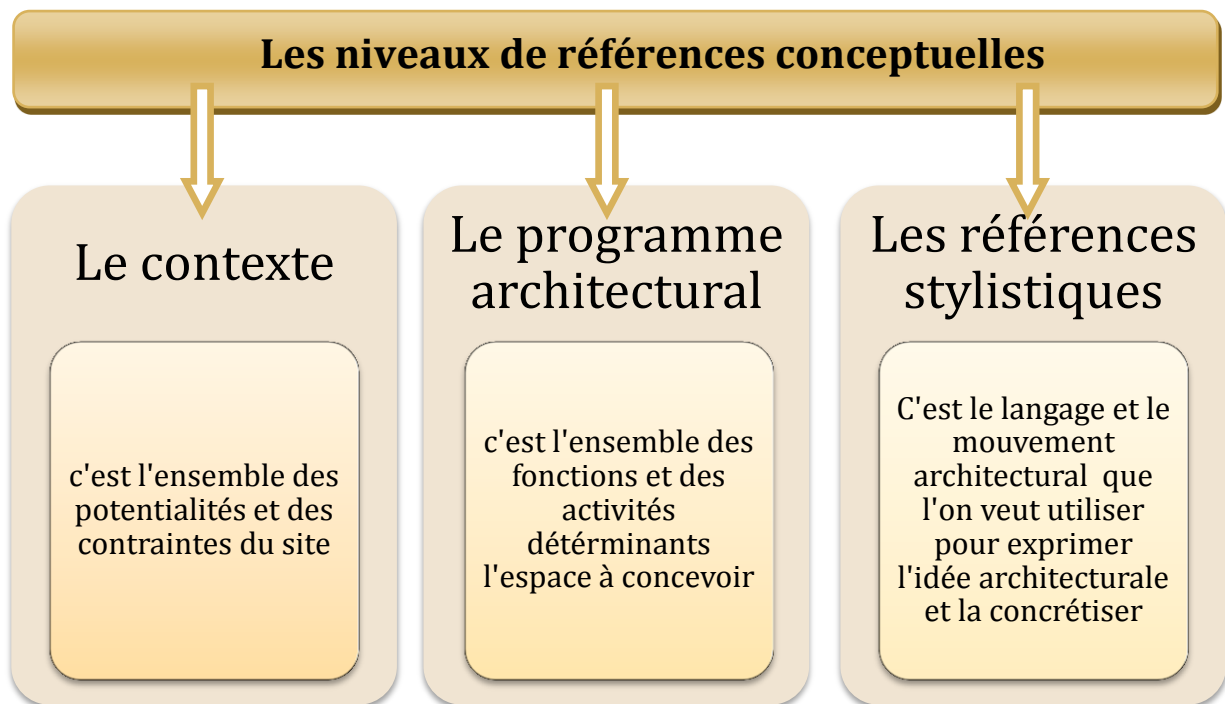 Les niveaux de références conceptuelles
Le contexte
c'est l'ensemble des
potentialités et des
contraintes du site
Le programme
architectural
c'est l'ensemble des
fonctions et des
activités
détérminants
l'espace à concevoir
Les références
stylistiques
C'est le langage et le
mouvement
architectural  que
l'on veut utiliser
pour exprimer
l'idée architecturale
et la concrétiser